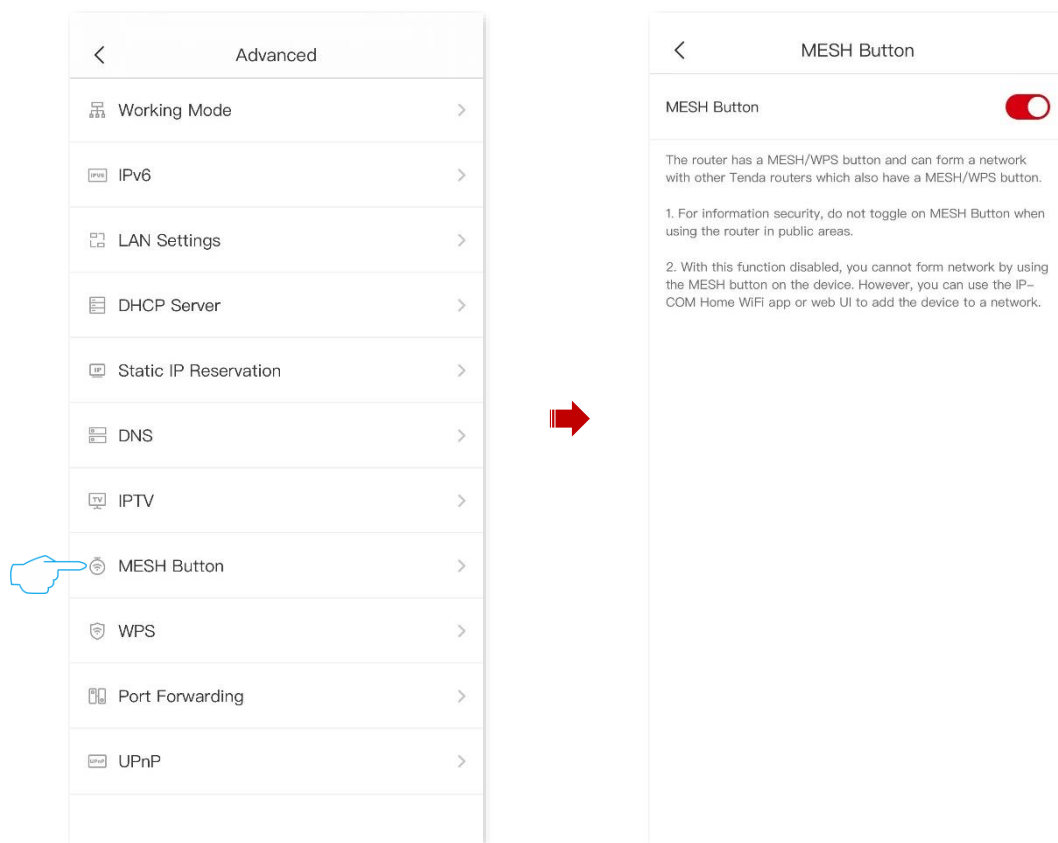 Advanced
Working Mode
IPv6
IPv6
LAN Settings
DHCP Server
IP
Static IP Reservation
DNS
TV
IPTV
MESH Button
WPS
Port Forwarding
UPnP
UPnP
MESH Button
MESH Button
The router has a MESH/WPS button and can form a network
with other Tenda routers which also have a MESH/WPS button.
1. For information security, do not toggle on MESH Button when
using the router in public areas.
2. With this function disabled, you cannot form network by using
the MESH button on the device. However, you can use the IP-
COM Home WiFi app or web UI to add the device to a network.